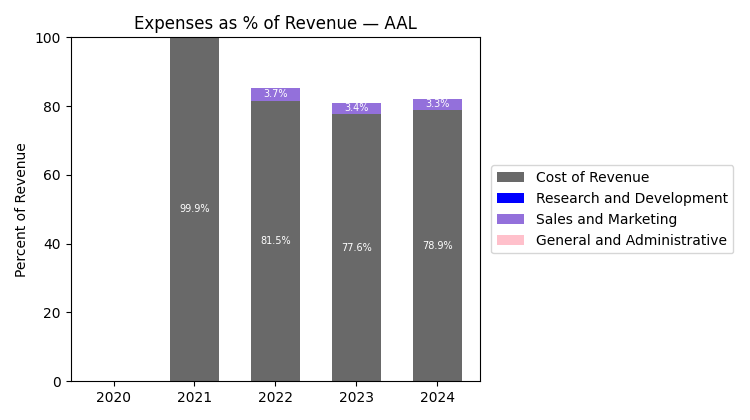 Expenses as % of Revenue — AAL
Percent of Revenue
100
80
60
40
20
0
99.9%
3.7%
81.5%
3.4%
77.6%
3.3%
78.9%
2020 2021 2022 2023 2024
Cost of Revenue
Research and Development
Sales and Marketing
General and Administrative